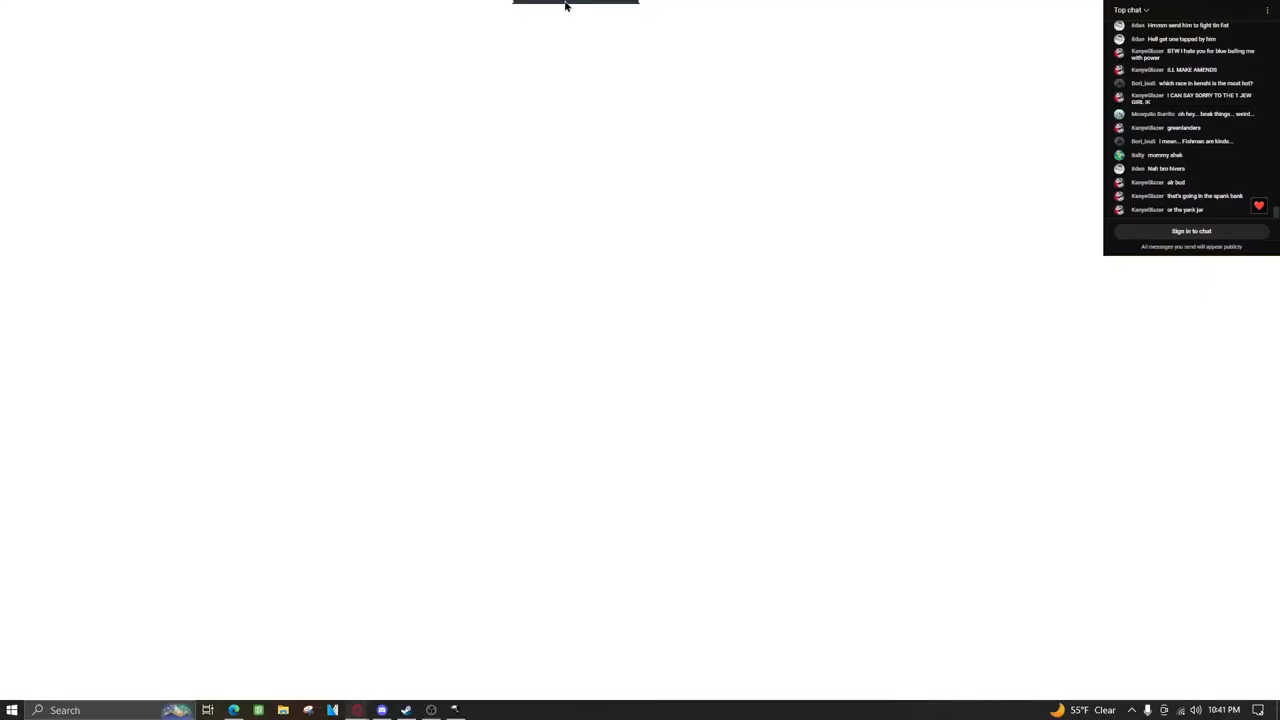 Top chat
8dan Hmmm send him to fight tin fist
8dan Hell get one tapped by him
KanyeGlazer BTW I hate you for blue balling me
with power
KanyeGlazer ILL MAKE AMENDS
Bori_isuS which race in kenshi is the most hot?
KanyeGlazer I CAN SAY SORRY TO THE 1 JEW
GIRL IK
Mosquito Burrito oh hey... beak things... weird...
KanyeGlazer greenlanders
Bori_isuS I mean... Fishmen are kinda...
Salty mommy shek
8dan Nah bro hivers
KanyeGlazer alr bud
KanyeGlazer that's going in the spank bank
KanyeGlazer or the yank jar
Sign in to chat
All messages you send will appear publicly
Search
55°F Clear
10:41 PM